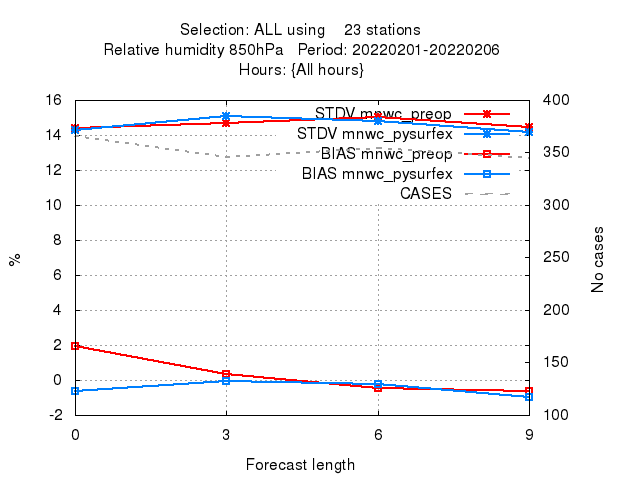 Selection: ALL using 23 stations
Relative humidity 850hPa Period: 20220201-20220206
Hours: {All hours}
16
14
12
10
8
6
4
2
0
-2
400
350
300
250
200
150
100
%
No cases
STDV mnwc_preop
STDV mnwc_pysurfex
BIAS mnwc_preop
BIAS mnwc_pysurfex
CASES
0 3 6 9
Forecast length